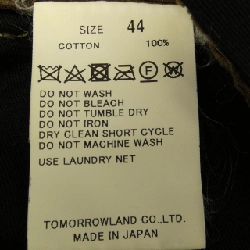 SIZE 44
COTTON 100%
F W
DO NOT WASH
DO NOT BLEACH
DO NOT TUMBLE DRY
DO NOT IRON
DRY CLEAN SHORT CYCLE
DO NOT MACHINE WASH
USE LAUNDRY NET
TOMORROWLAND CO.,LTD.
MADE IN JAPAN